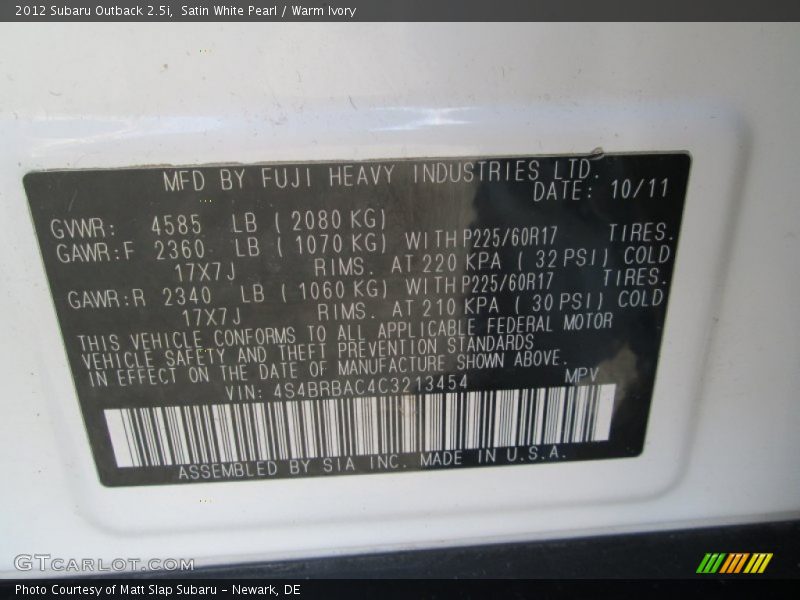 2012 Subaru Outback 2.5i,  Satin White Pearl / Warm Ivory
MFD BY FUJI HEAVY INDUSTRIES LTD.
DATE: 10/11
GVWR: 4585 LB ( 2080 KG)
GAWR:F 2360 LB ( 1070 KG) WITH P225/60R17 TIRES.
17X7J RIMS. AT 220 KPA ( 32 PSI) COLD
GAWR:R 2340 LB ( 1060 KG) WITH P225/60R17 TIRES.
17X7J RIMS. AT 210 KPA ( 30 PSI) COLD
THIS VEHICLE CONFORMS TO ALL APPLICABLE FEDERAL MOTOR
VEHICLE SAFETY AND THEFT PREVENTION STANDARDS
IN EFFECT ON THE DATE OF MANUFACTURE SHOWN ABOVE.
VIN: 4S4BRBAC4C3213454 MPV
ASSEMBLED BY SIA INC. MADE IN U.S.A.
GTCarlot.com
Photo Courtesy of Matt Slap Subaru - Newark, DE